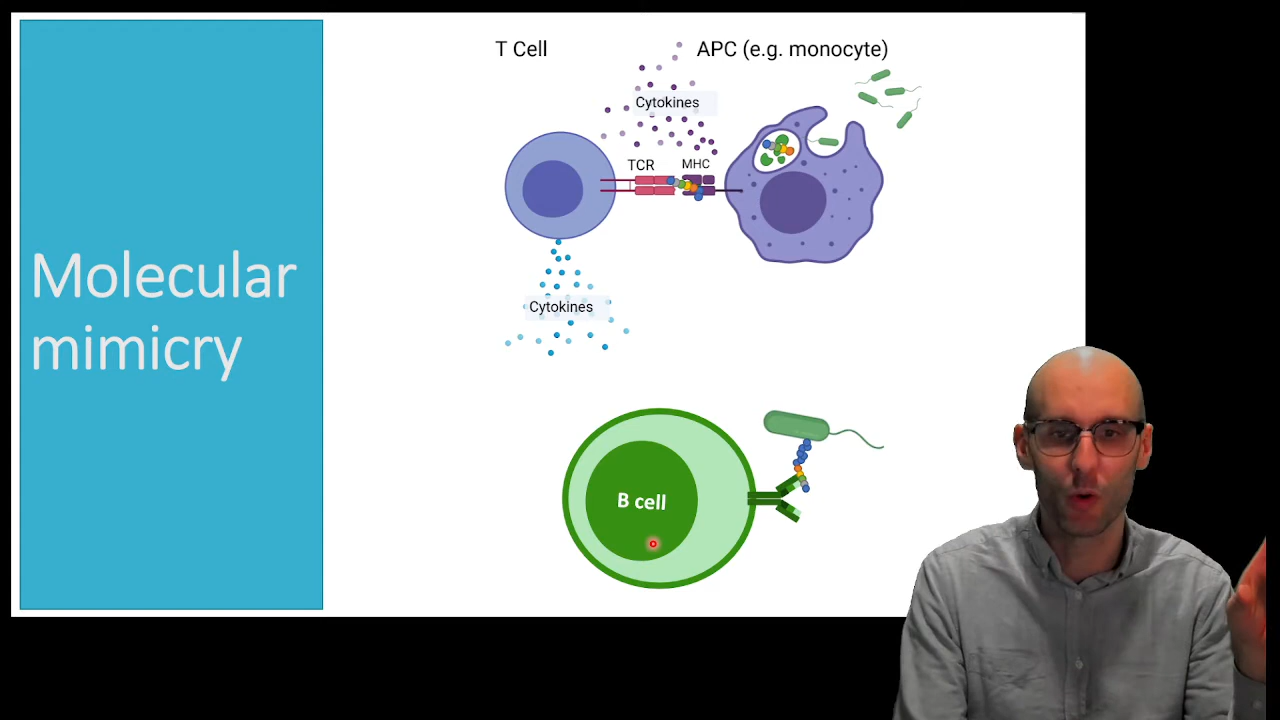 Molecular
mimicry
T Cell
APC (e.g. monocyte)
Cytokines
TCR
MHC
Cytokines
B cell